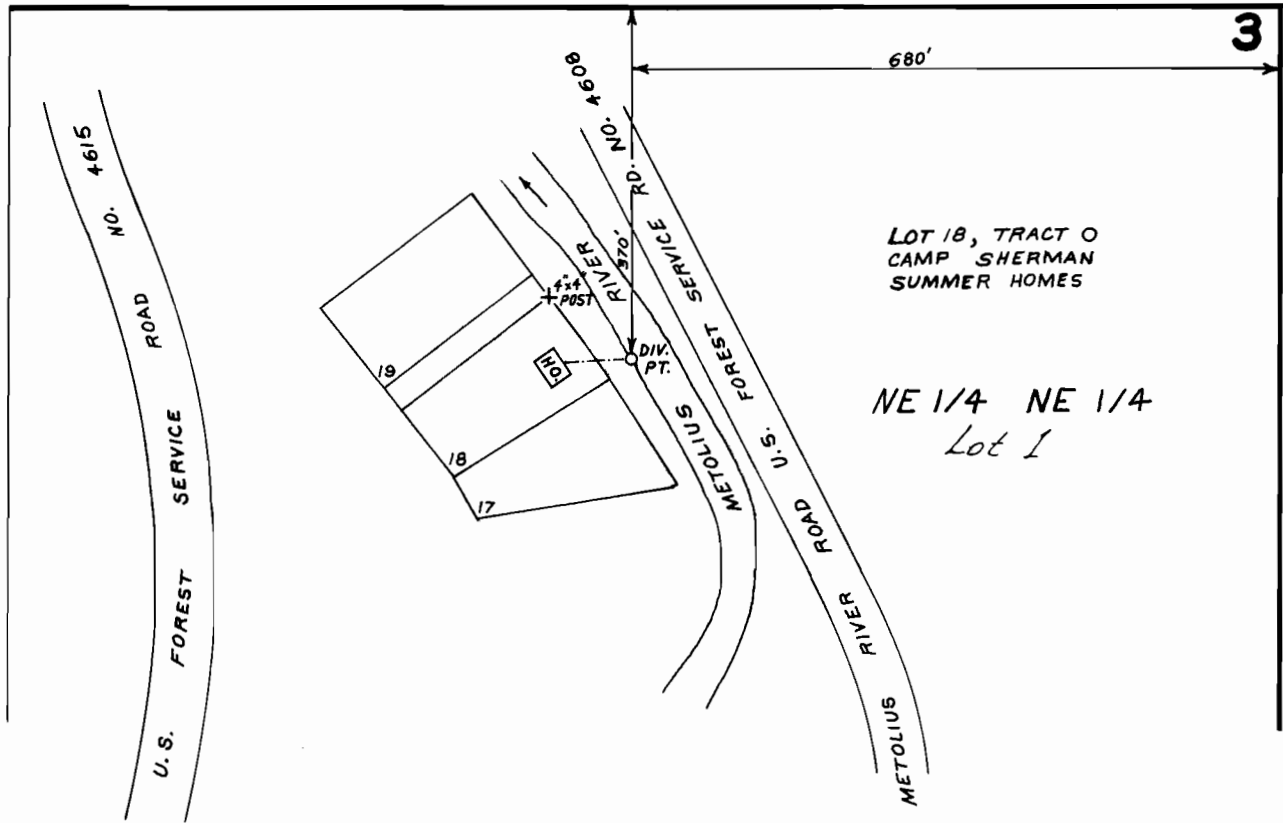 3
680'
U.S. FOREST SERVICE ROAD NO. 4615
METOLIUS RIVER ROAD U.S. FOREST SERVICE RD. NO. 4608
METOLIUS RIVER
370'
4"x4"
POST
HO.
DIV.
PT.
19
18
17
LOT 18, TRACT O
CAMP SHERMAN
SUMMER HOMES
NE 1/4 NE 1/4
Lot 1